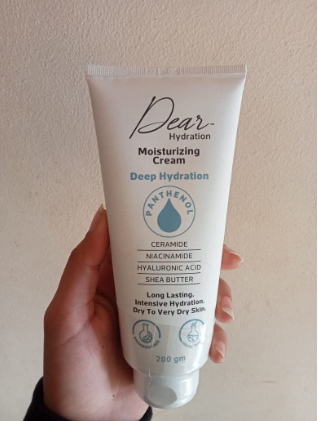 Dear-
Hydration
Moisturizing
Cream
Deep Hydration
PANTHENOL
CERAMIDE
NIACINAMIDE
HYALURONIC ACID
SHEA BUTTER
Long Lasting.
Intensive Hydration.
Dry To Very Dry Skin.
200 gm